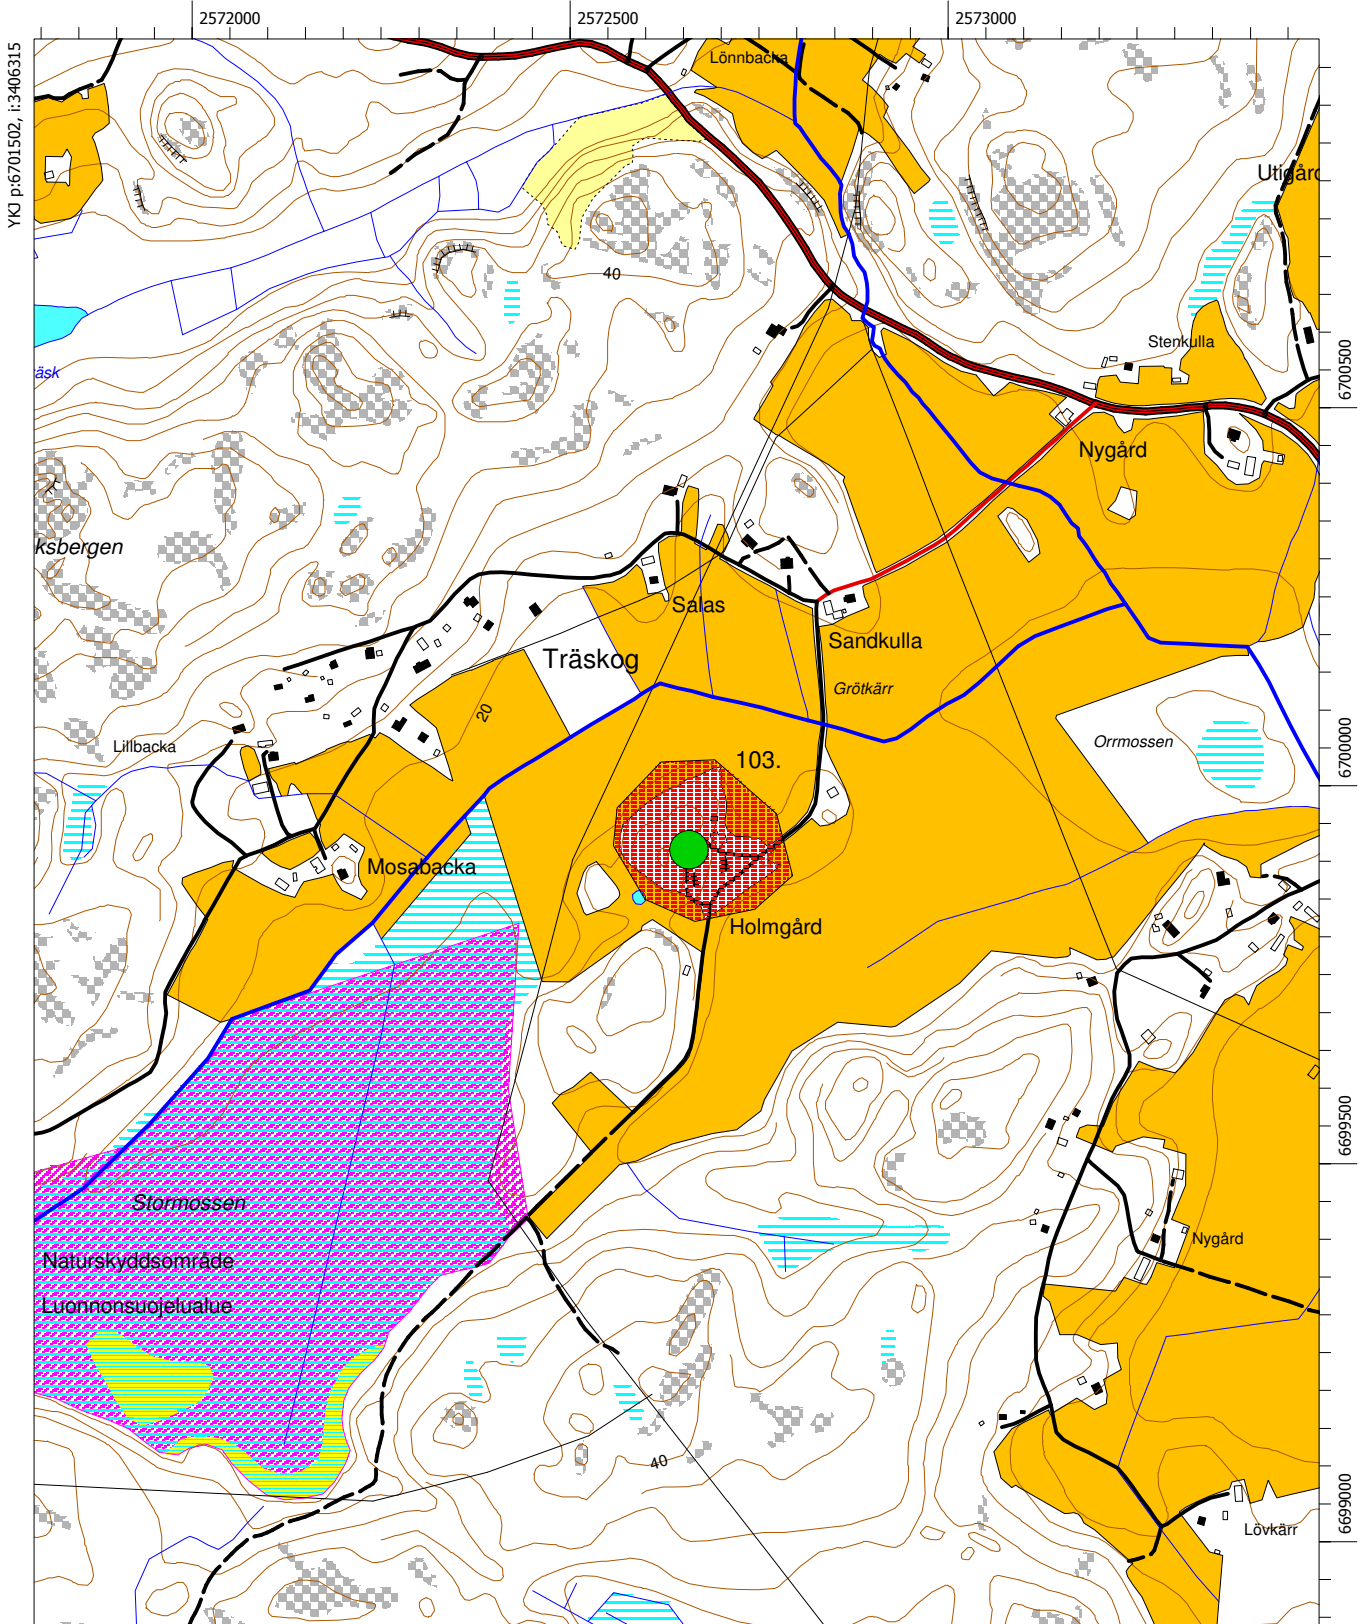 2572000
2572500
2573000
YKJ p:6701502, i:3406315
Lönnbacka
Utigård
40
Stenkulla
6700500
äsk
Nygård
ksbergen
Salas
Sandkulla
Träskog
Grötkärr
20
Lillbacka
Orrmossen
6700000
103.
Mosabacka
Holmgård
6699500
Stormossen
Nygård
Naturskyddsområde
Luonnonsuojelualue
40
6699000
Lövkärr